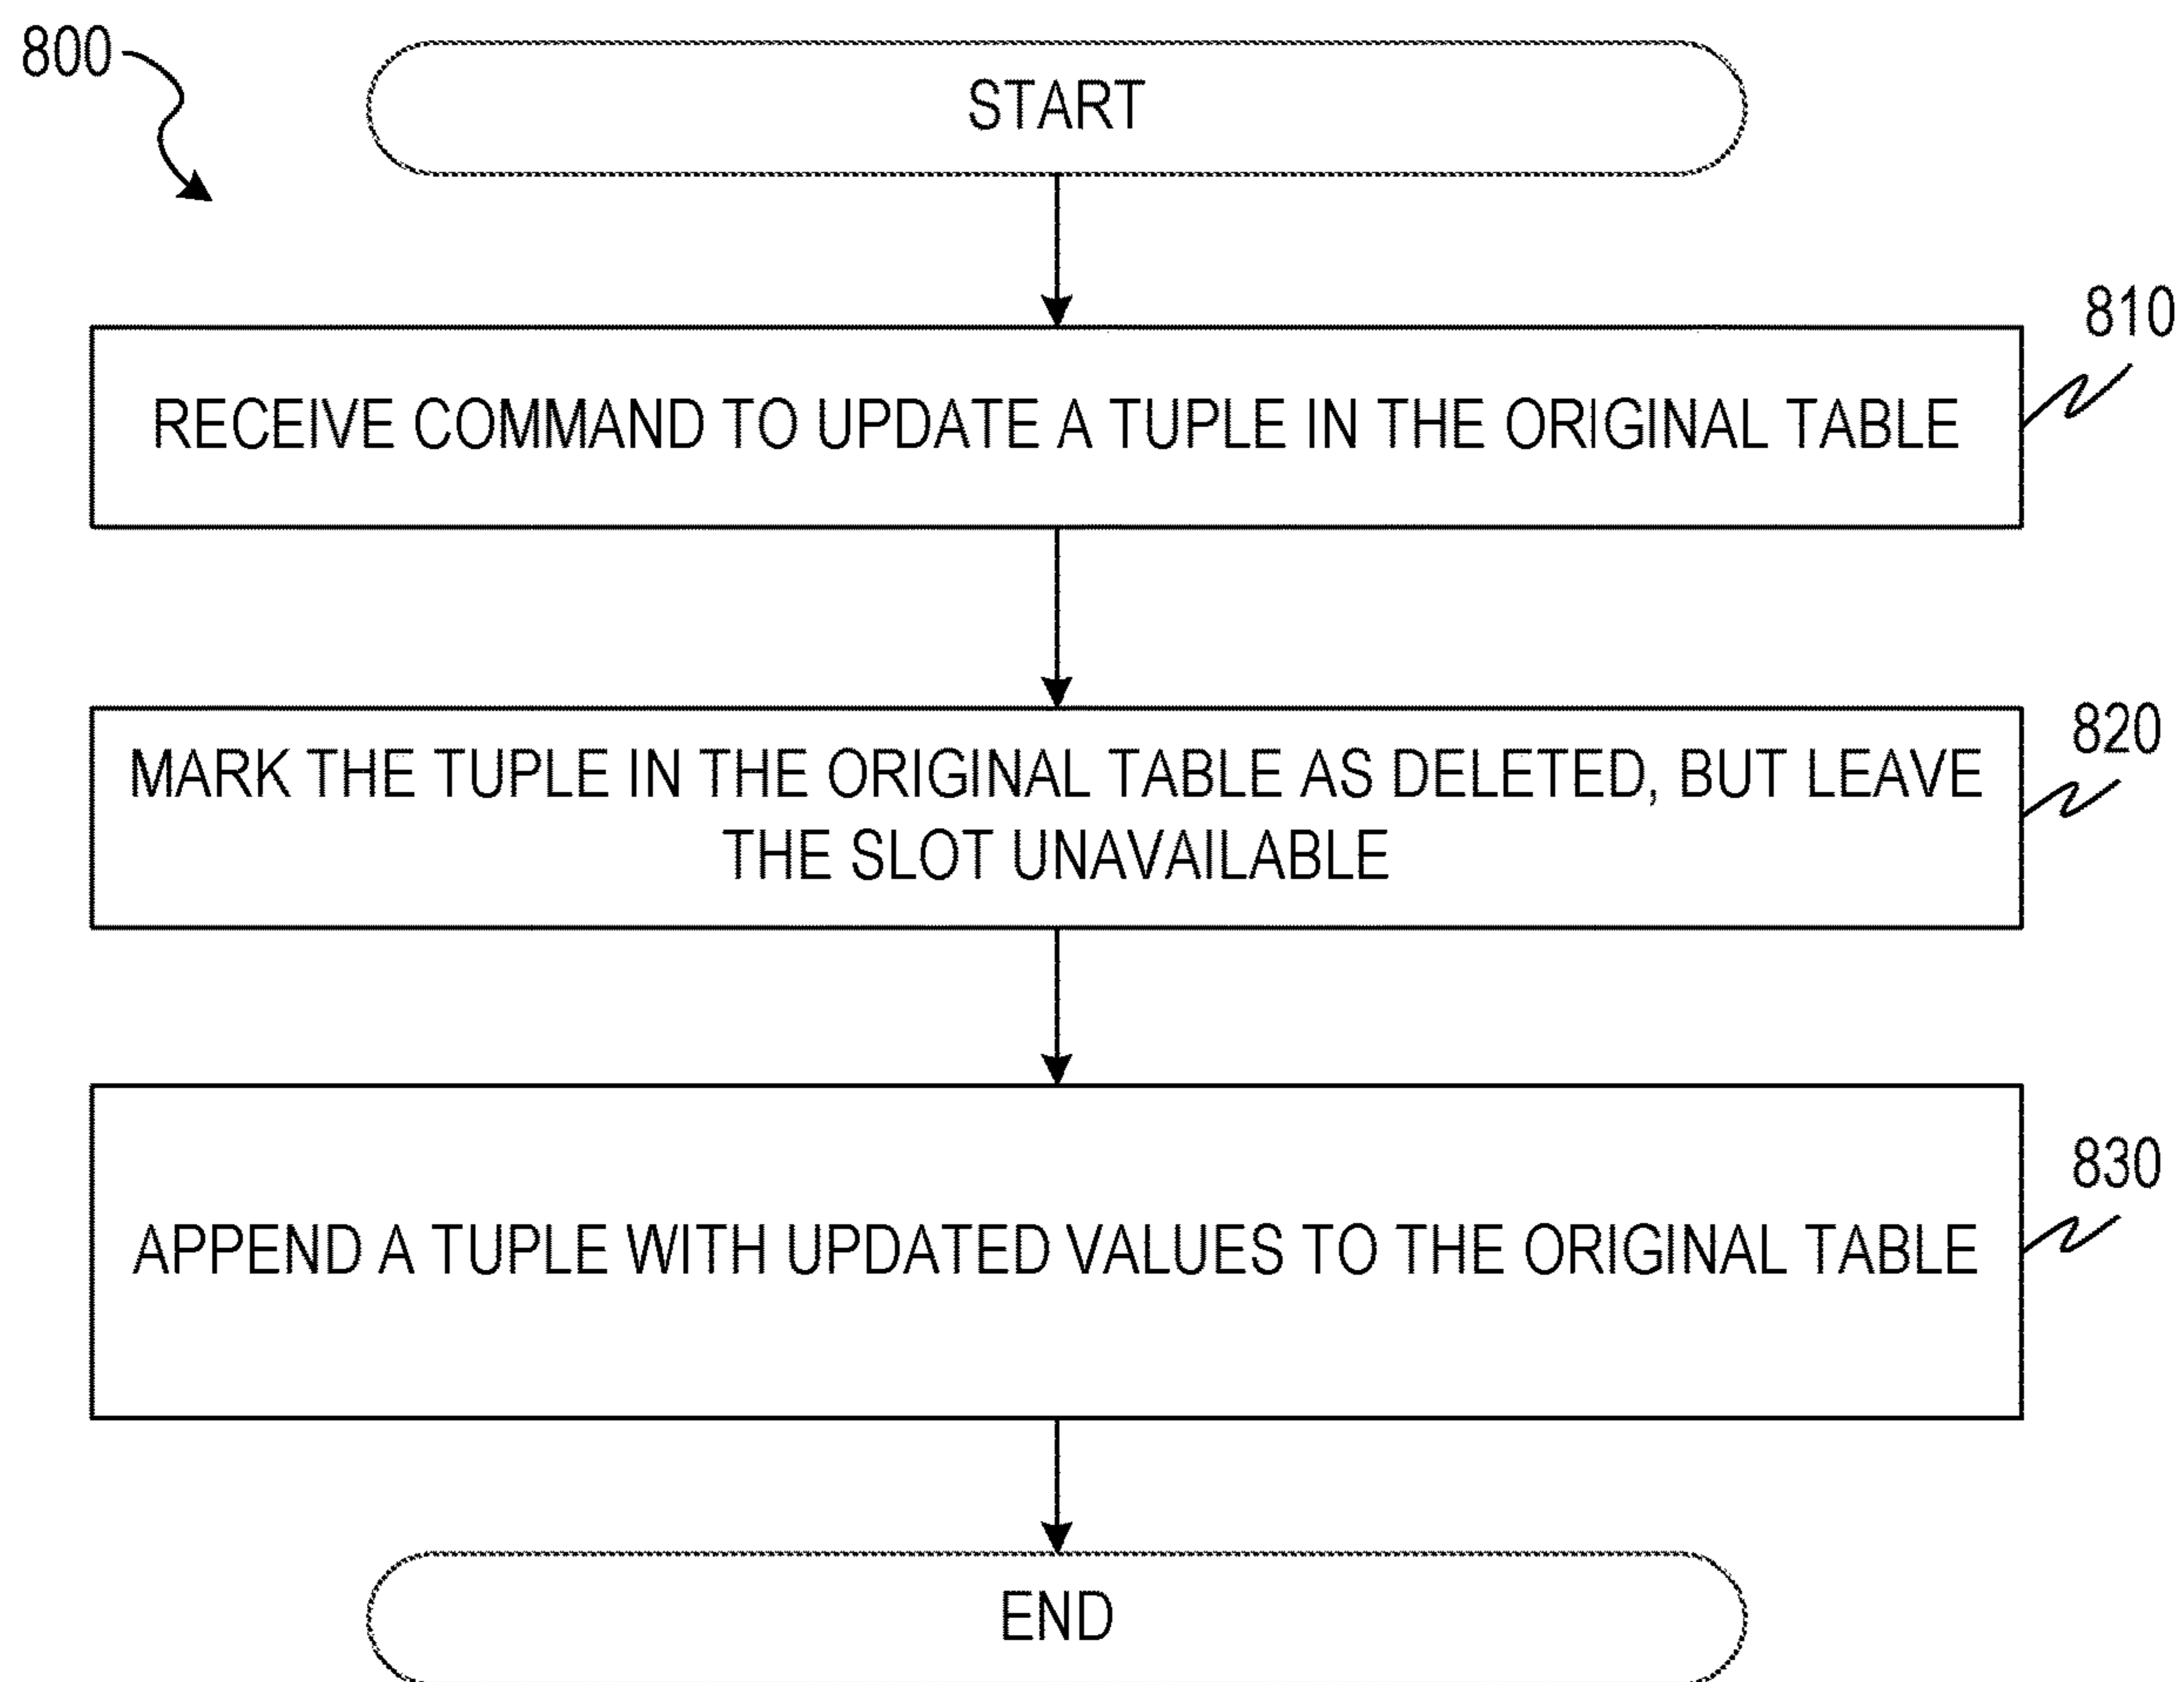 800
START
810
RECEIVE COMMAND TO UPDATE A TUPLE IN THE ORIGINAL TABLE
820
MARK THE TUPLE IN THE ORIGINAL TABLE AS DELETED, BUT LEAVE
THE SLOT UNAVAILABLE
830
APPEND A TUPLE WITH UPDATED VALUES TO THE ORIGINAL TABLE
END